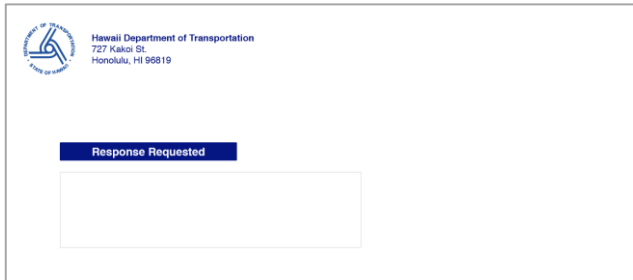 DEPARTMENT OF TRANSPORTATION
STATE OF HAWAII
Hawaii Department of Transportation
727 Kakoi St.
Honolulu, HI 96819
Response Requested